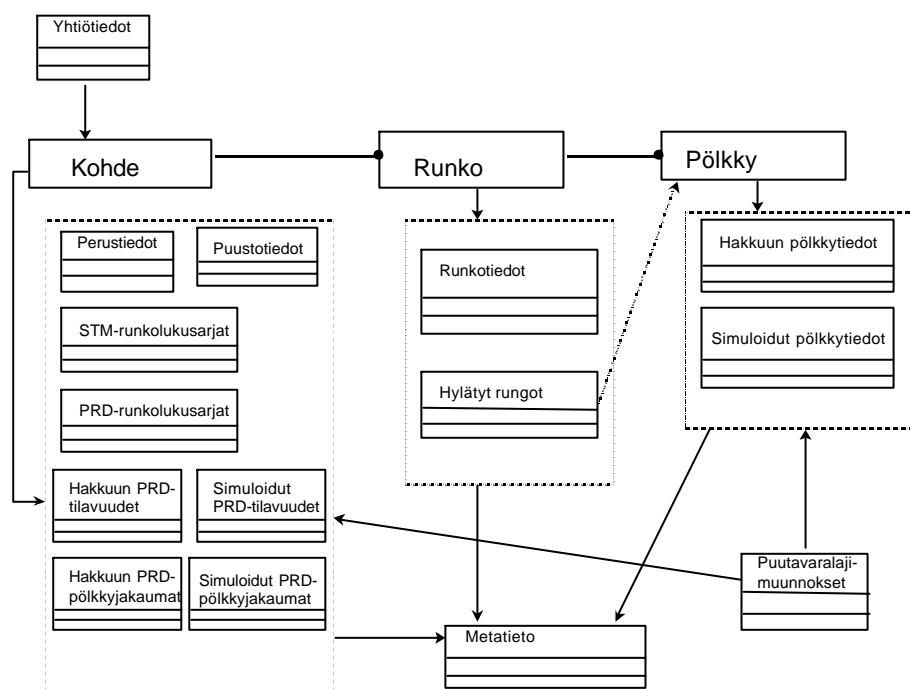 Yhtiötiedot
Kohde
Runko
Pölkky
Perustiedot
Puustotiedot
STM-runkolukusarjat
PRD-runkolukusarjat
Hakkuun PRD-
tilavuudet
Simuloidut
PRD-tilavuudet
Hakkuun PRD-
pölkkyjakaumat
Simuloidut PRD-
pölkkyjakaumat
Runkotiedot
Hylätyt rungot
Hakkuun pölkkytiedot
Simuloidut pölkkytiedot
Puutavaralaji-
muunnokset
Metatieto